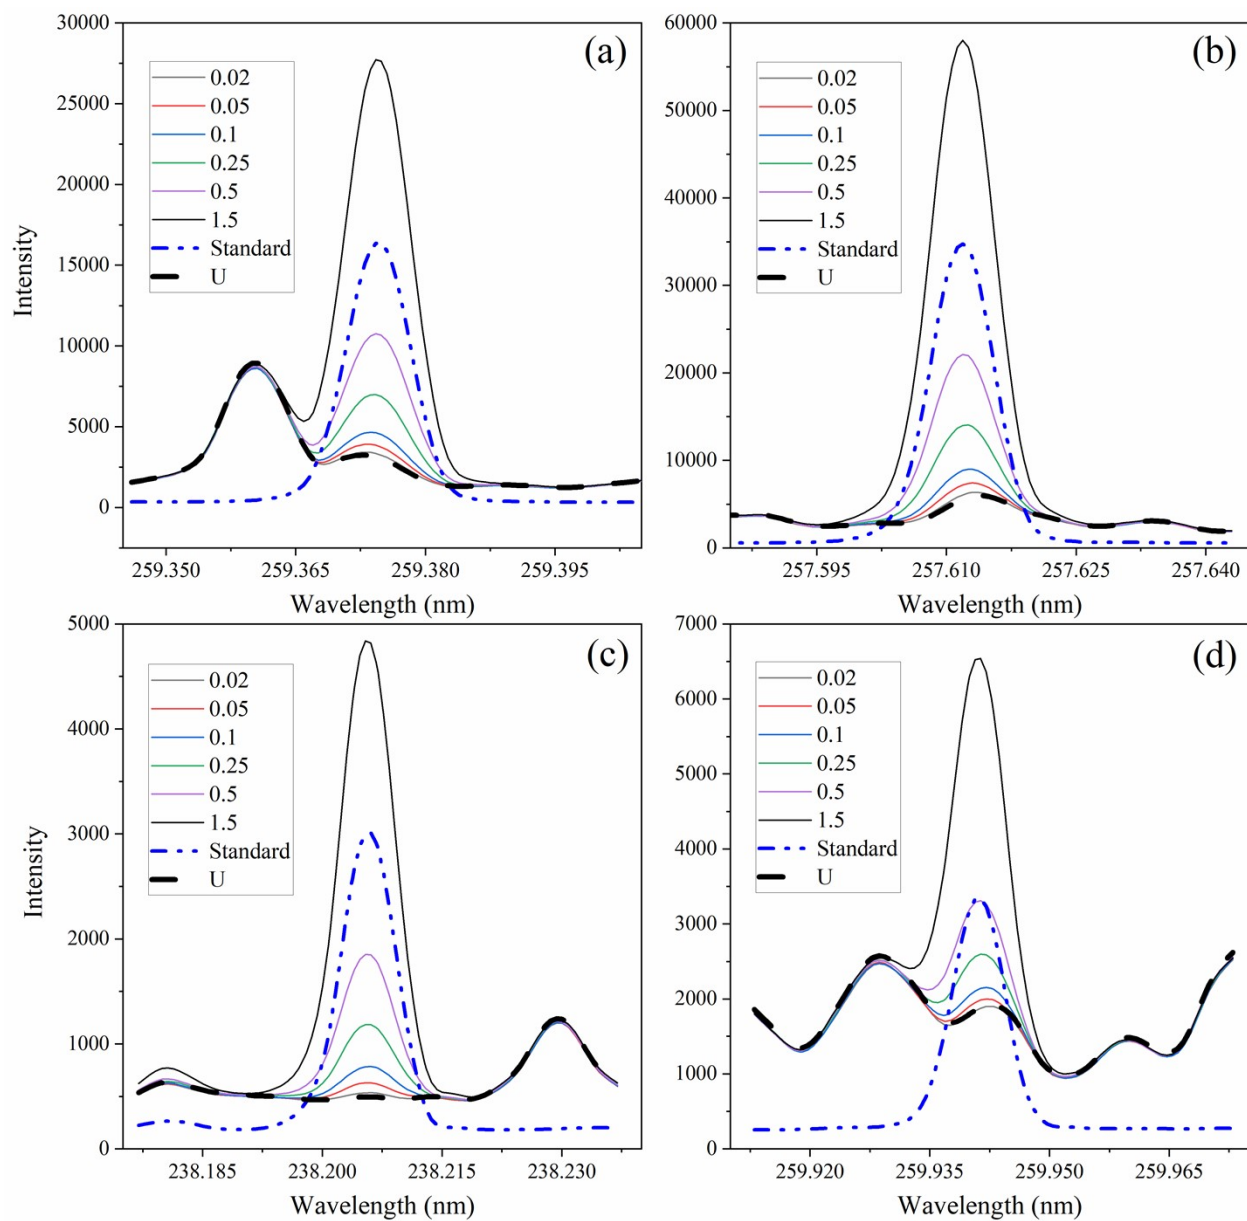 (a)
30000
25000
20000
15000
10000
5000
0
Intensity
0.02
0.05
0.1
0.25
0.5
1.5
Standard
U
259.350 259.365 259.380 259.395
Wavelength (nm)
(b)
60000
50000
40000
30000
20000
10000
0
0.02
0.05
0.1
0.25
0.5
1.5
Standard
U
257.595 257.610 257.625 257.640
Wavelength (nm)
(c)
5000
4000
3000
2000
1000
0
Intensity
0.02
0.05
0.1
0.25
0.5
1.5
Standard
U
238.185 238.200 238.215 238.230
Wavelength (nm)
(d)
7000
6000
5000
4000
3000
2000
1000
0
0.02
0.05
0.1
0.25
0.5
1.5
Standard
U
259.920 259.935 259.950 259.965
Wavelength (nm)